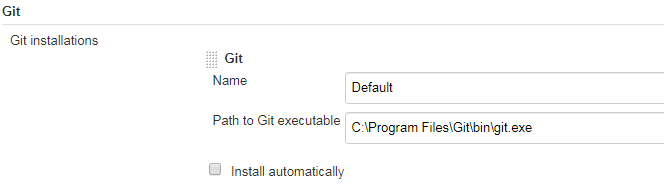 Git
Git installations
Git
Name
Default
Path to Git executable
C:\Program Files\Git\bin\git.exe
Install automatically